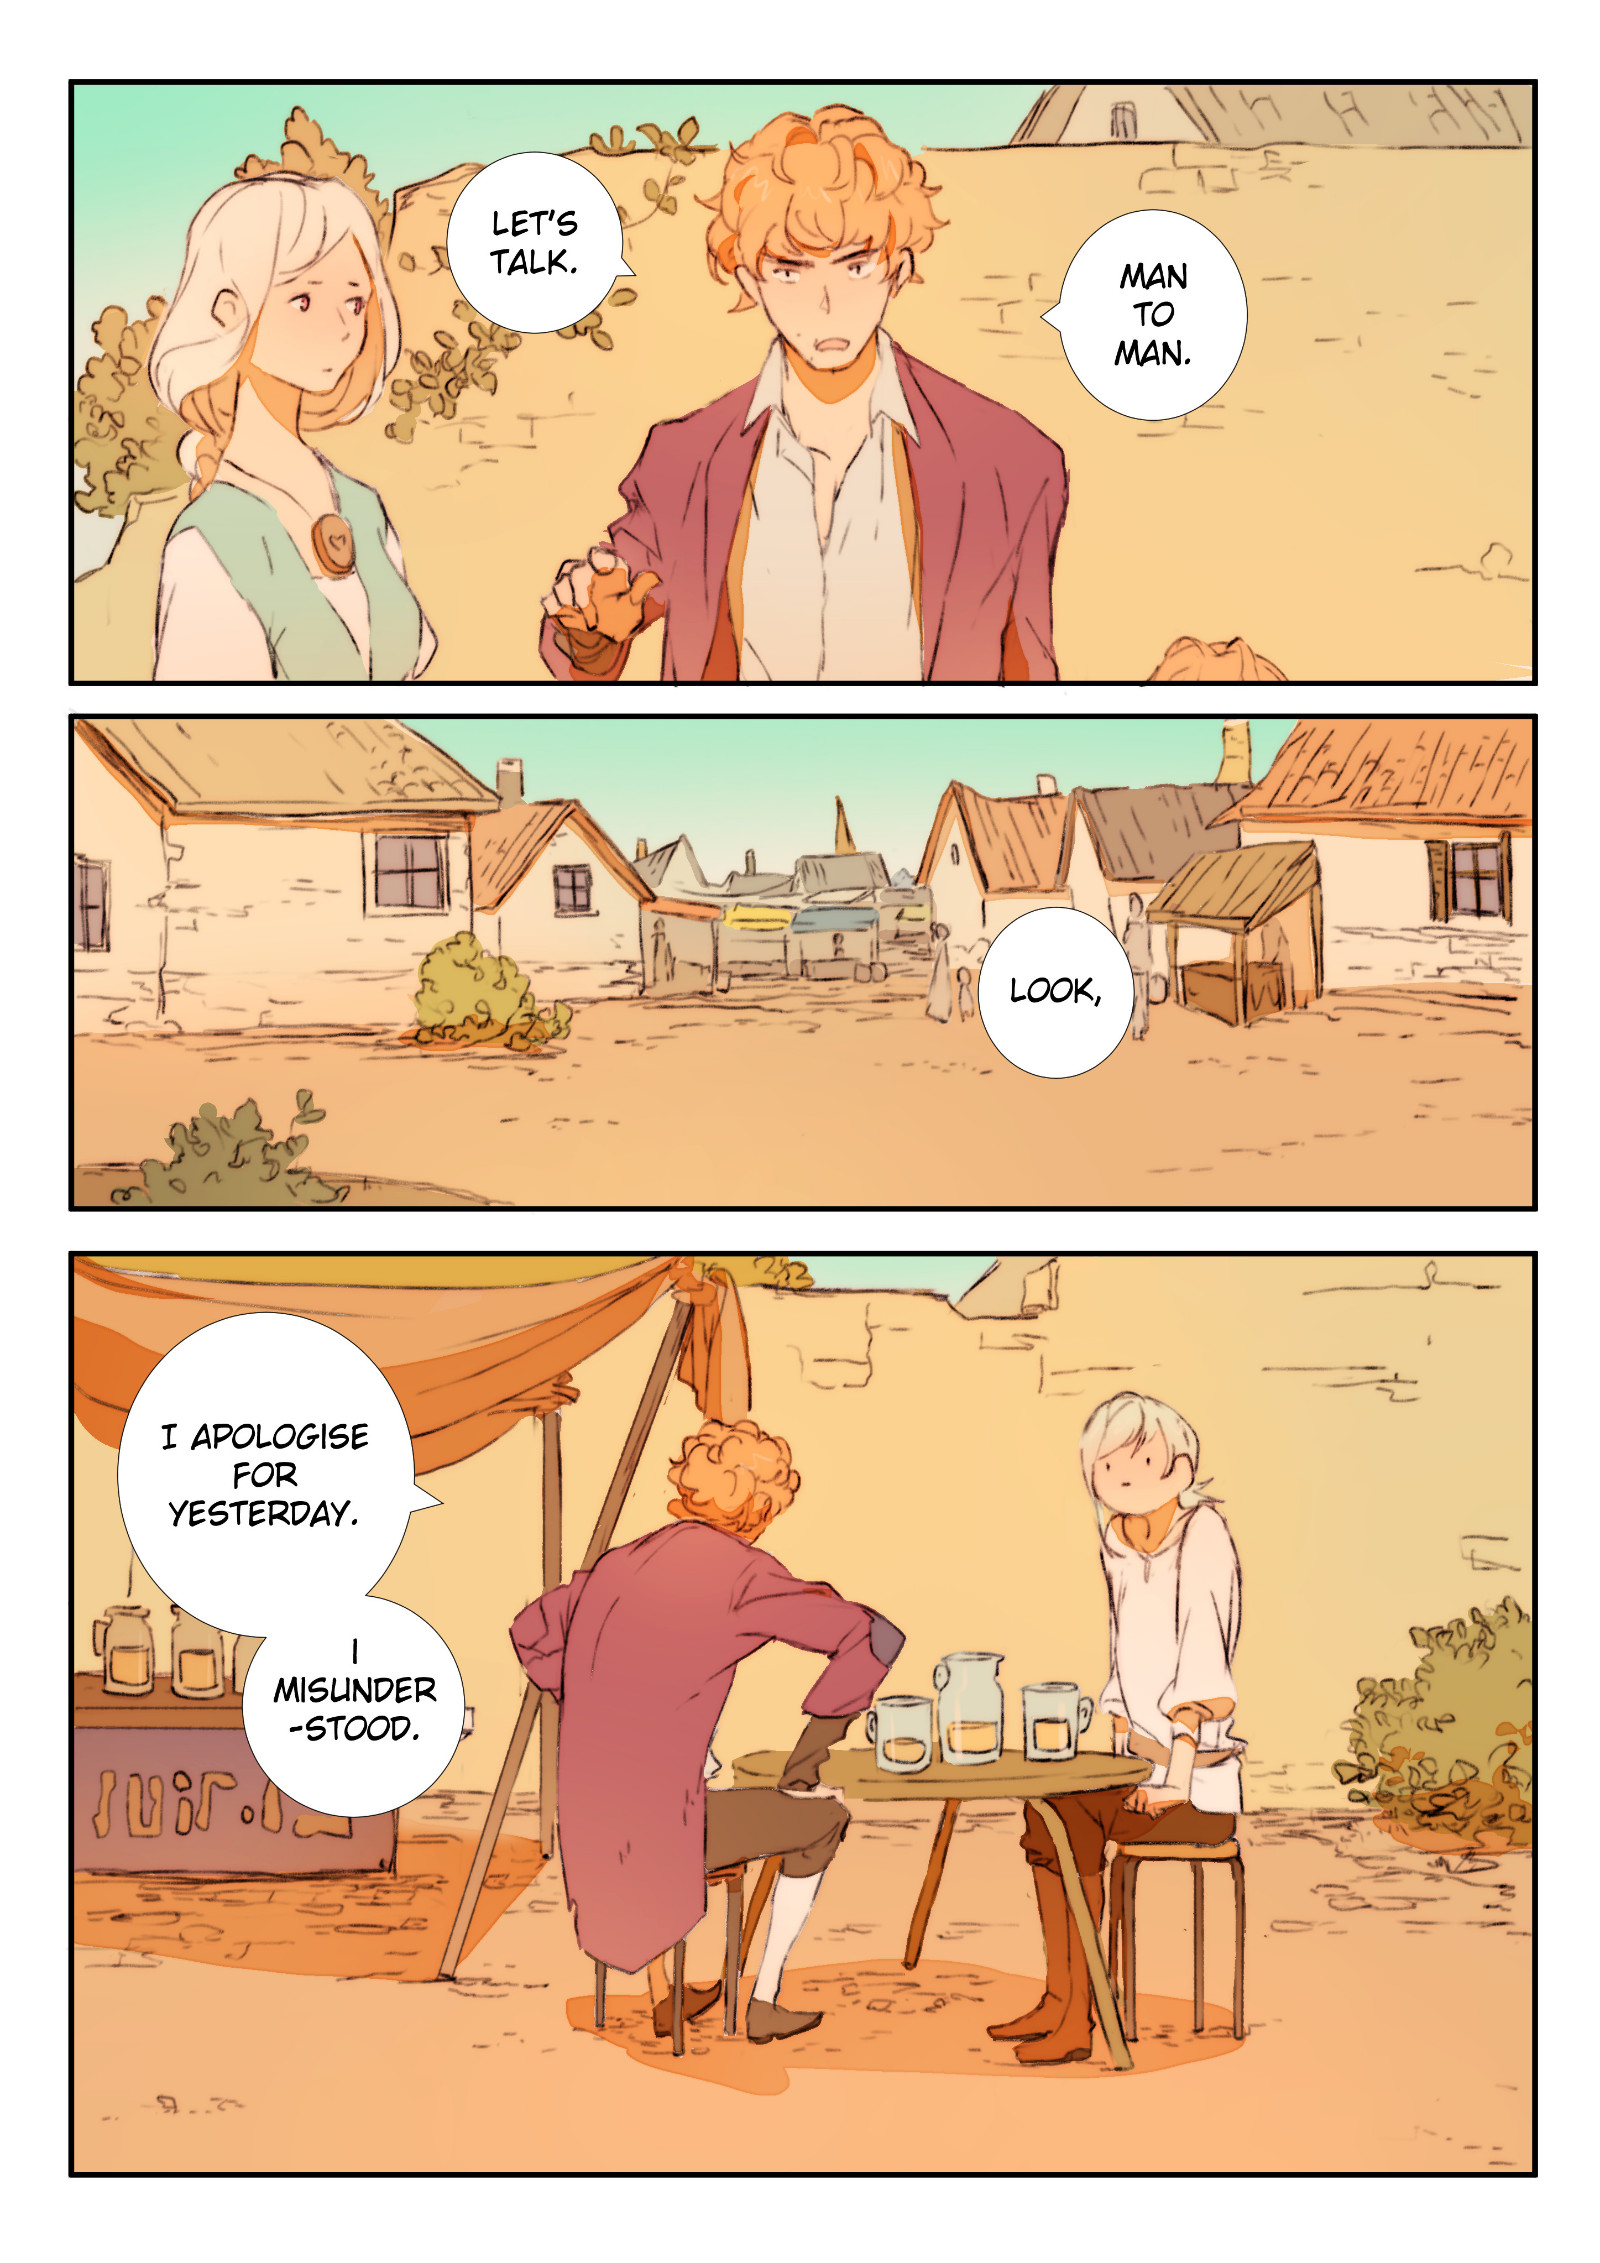 LET'S
TALK.
MAN
TO
MAN.
LOOK,
I APOLOGISE
FOR
YESTERDAY.
I
MISUNDER
-STOOD.